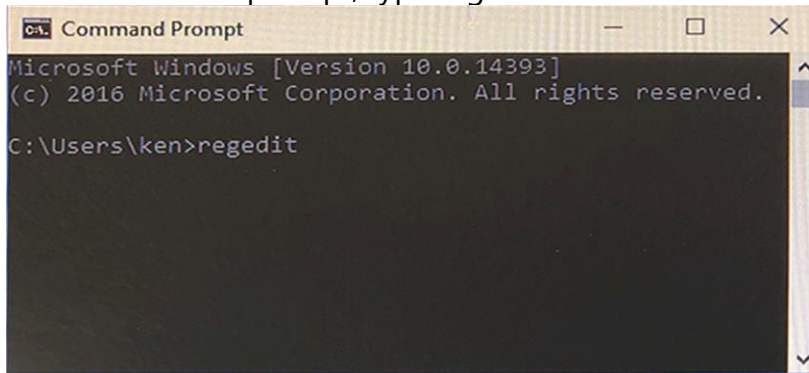 Command Prompt
Microsoft Windows [Version 10.0.14393]
(c) 2016 Microsoft Corporation. All rights reserved.
C:\Users\ken>regedit